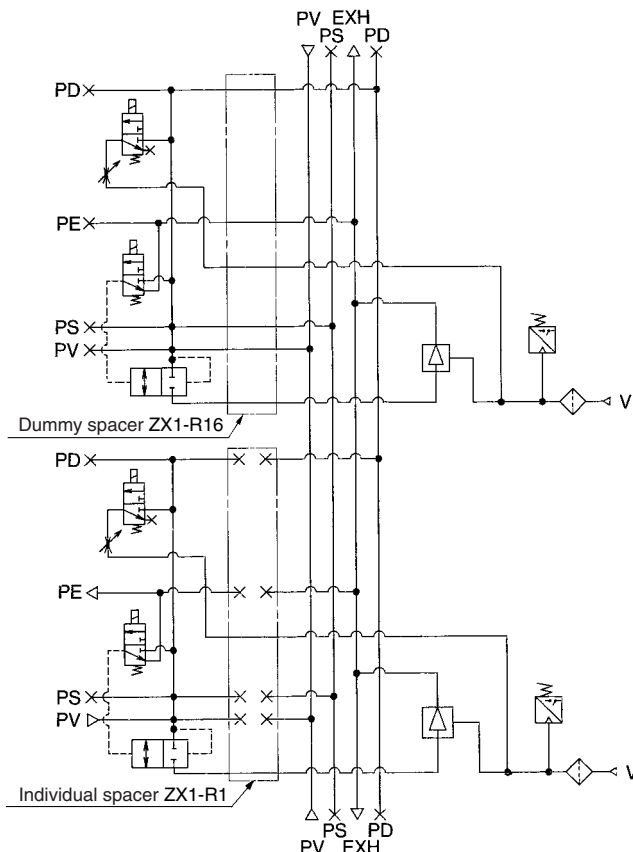 PV EXH
PS PD
PD
PE
PS
PV
V
Dummy spacer ZX1-R16
PD
PE
PS
PV
V
Individual spacer ZX1-R1
PS PD
PV EXH